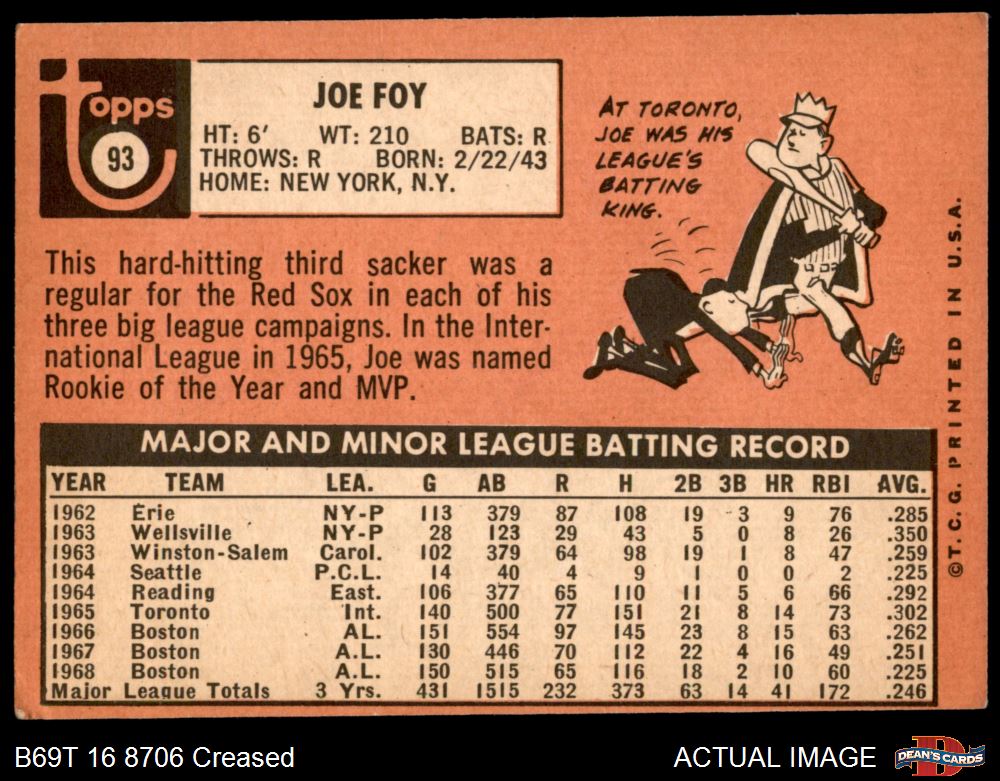 topps
93
JOE FOY
HT: 6' WT: 210 BATS: R
THROWS: R BORN: 2/22/43
HOME: NEW YORK, N.Y.
This hard-hitting third sacker was a
regular for the Red Sox in each of his
three big league campaigns. In the Inter-
national League in 1965, Joe was named
Rookie of the Year and MVP.
AT TORONTO,
JOE WAS HIS
LEAGUE'S
BATTING
KING.
©T. C. G. PRINTED IN U.S.A.
MAJOR AND MINOR LEAGUE BATTING RECORD
YEAR TEAM LEA. G AB R H 2B 3B HR RBI AVG.
1962 Erie NY-P 113 379 87 108 19 3 9 76 .285
1963 Wellsville NY-P 28 123 29 43 5 0 8 26 .350
1963 Winston-Salem Carol. 102 379 64 98 19 1 8 47 .259
1964 Seattle P.C.L. 14 40 4 9 1 0 0 2 .225
1964 Reading East. 106 377 65 110 11 5 6 66 .292
1965 Toronto Int. 140 500 77 151 21 8 14 73 .302
1966 Boston AL. 151 554 97 145 23 8 15 63 .262
1967 Boston A.L. 130 446 70 112 22 4 16 49 .251
1968 Boston A.L. 150 515 65 116 18 2 10 60 .225
Major League Totals 3 Yrs. 431 1515 232 373 63 14 41 172 .246
B69T 16 8706 Creased
ACTUAL IMAGE
D
DEAN'S CARDS